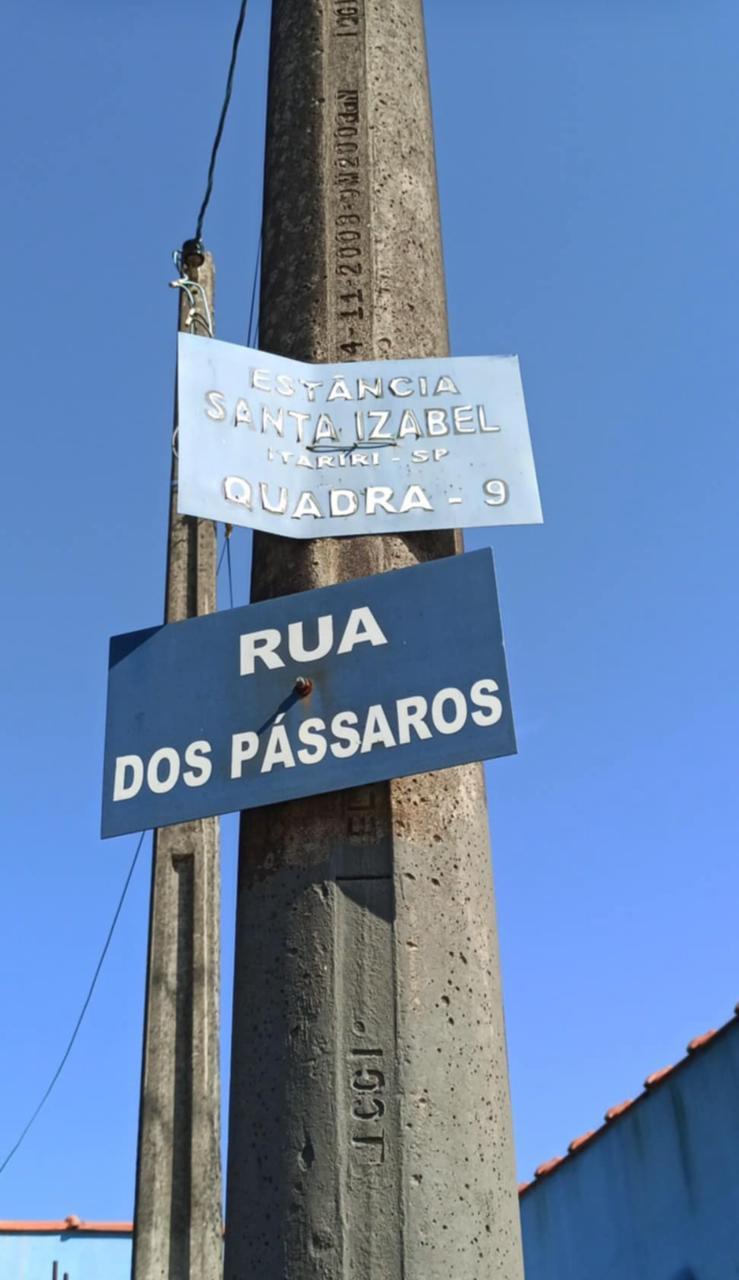 ESTÂNCIA
SANTA IZABEL
ITARIRI - SP
QUADRA - 9
RUA
DOS PÁSSAROS